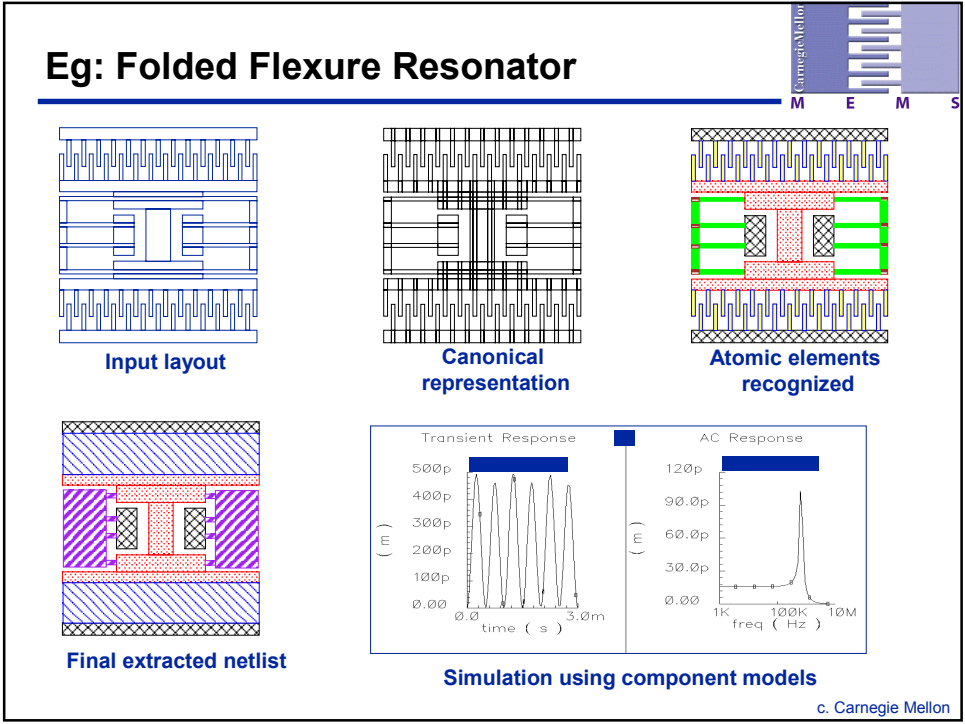 Eg: Folded Flexure Resonator
CarnegieMellon
M E M S
Input layout
Canonical
representation
Atomic elements
recognized
Final extracted netlist
Transient Response
500p
400p
300p
200p
100p
0.00
( m )
0.0
3.0m
time ( s )
AC Response
120p
90.0p
60.0p
30.0p
0.00
( m )
1K
100K
10M
freq ( Hz )
Simulation using component models
c. Carnegie Mellon